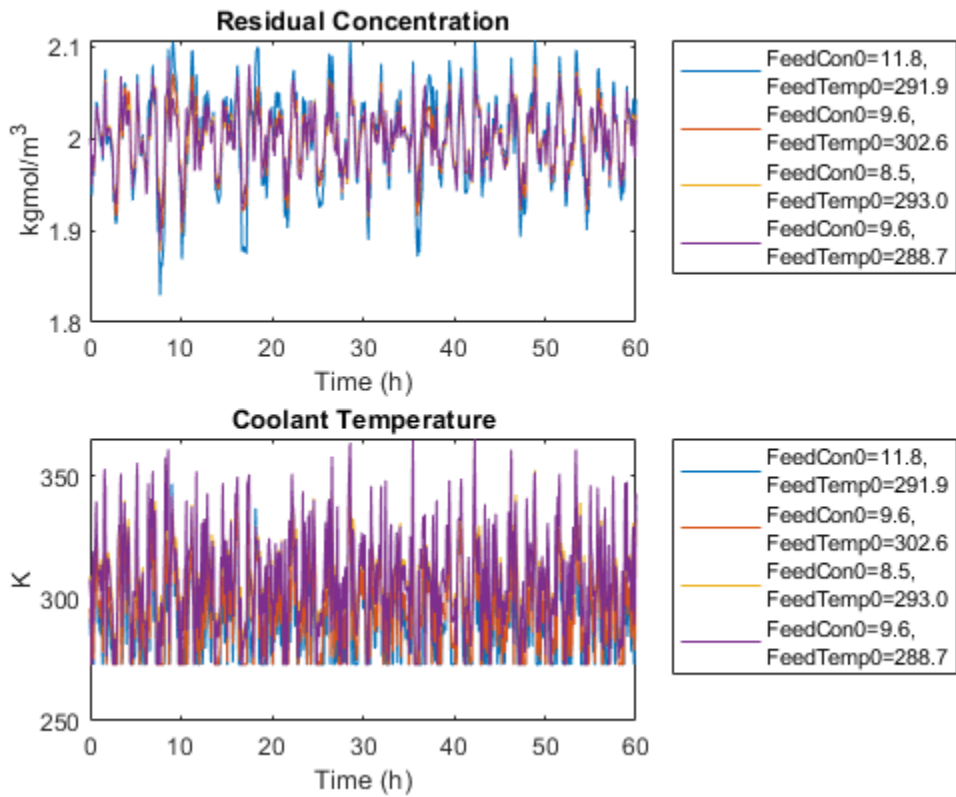 Residual Concentration
2.1
2
1.9
1.8
kgmol/m³
0 10 20 30 40 50 60
Time (h)
FeedCon0=11.8,
FeedTemp0=291.9
FeedCon0=9.6,
FeedTemp0=302.6
FeedCon0=8.5,
FeedTemp0=293.0
FeedCon0=9.6,
FeedTemp0=288.7
Coolant Temperature
350
300
250
K
0 10 20 30 40 50 60
Time (h)
FeedCon0=11.8,
FeedTemp0=291.9
FeedCon0=9.6,
FeedTemp0=302.6
FeedCon0=8.5,
FeedTemp0=293.0
FeedCon0=9.6,
FeedTemp0=288.7